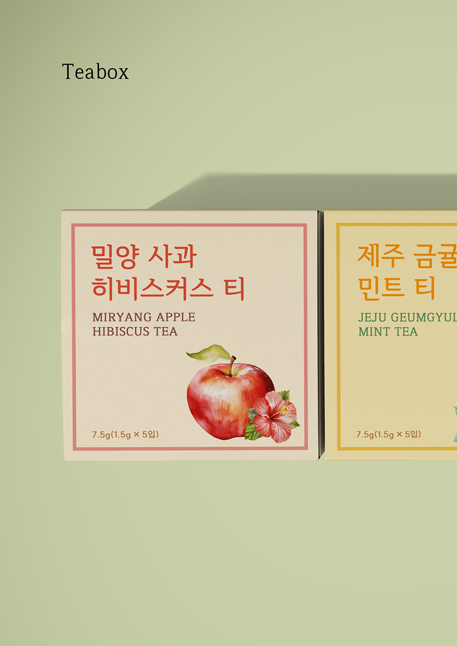 Teabox
밀양 사과
히비스커스 티
MIRYANG APPLE
HIBISCUS TEA
7.5g(1.5g × 5입)
제주 금귤
민트 티
JEJU GEUMGYUL
MINT TEA
7.5g(1.5g × 5입)